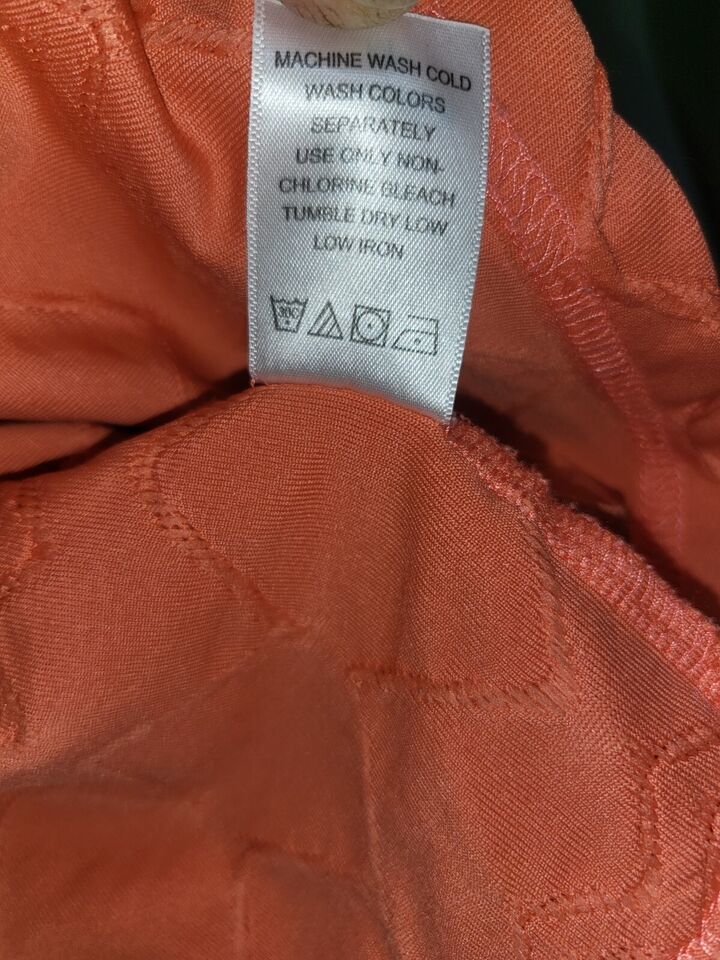 MACHINE WASH COLD
WASH COLORS
SEPARATELY
USE ONLY NON-
CHLORINE BLEACH
TUMBLE DRY LOW
LOW IRON